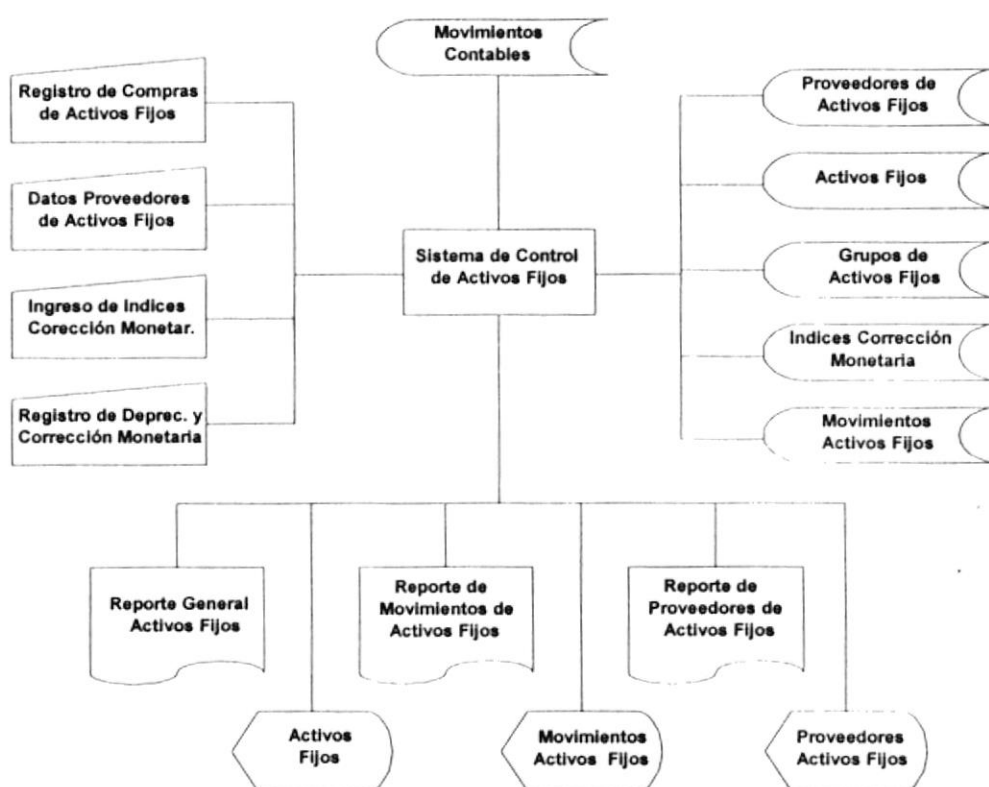 Movimientos
Contables
Registro de Compras
de Activos Fijos
Datos Proveedores
de Activos Fijos
Ingreso de Indices
Corección Monetar.
Registro de Deprec. y
Corrección Monetaria
Sistema de Control
de Activos Fijos
Proveedores de
Activos Fijos
Activos Fijos
Grupos de
Activos Fijos
Indices Corrección
Monetaria
Movimientos
Activos Fijos
Reporte General
Activos Fijos
Reporte de
Movimientos de
Activos Fijos
Reporte de
Proveedores de
Activos Fijos
Activos
Fijos
Movimientos
Activos Fijos
Proveedores
Activos Fijos